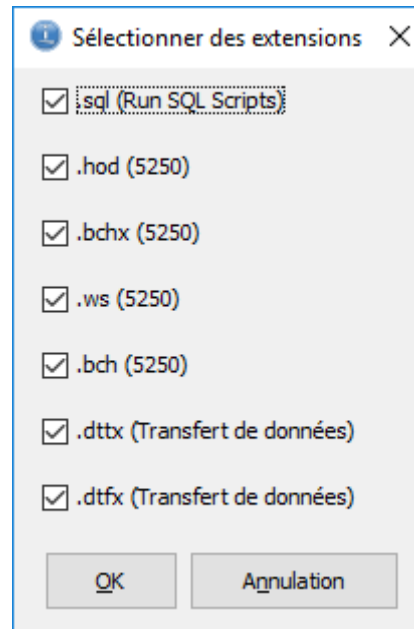 Sélectionner des extensions
.sql (Run SQL Scripts)
.hod (5250)
.bchx (5250)
.ws (5250)
.bch (5250)
.dttx (Transfert de données)
.dtfx (Transfert de données)
OK
Annulation